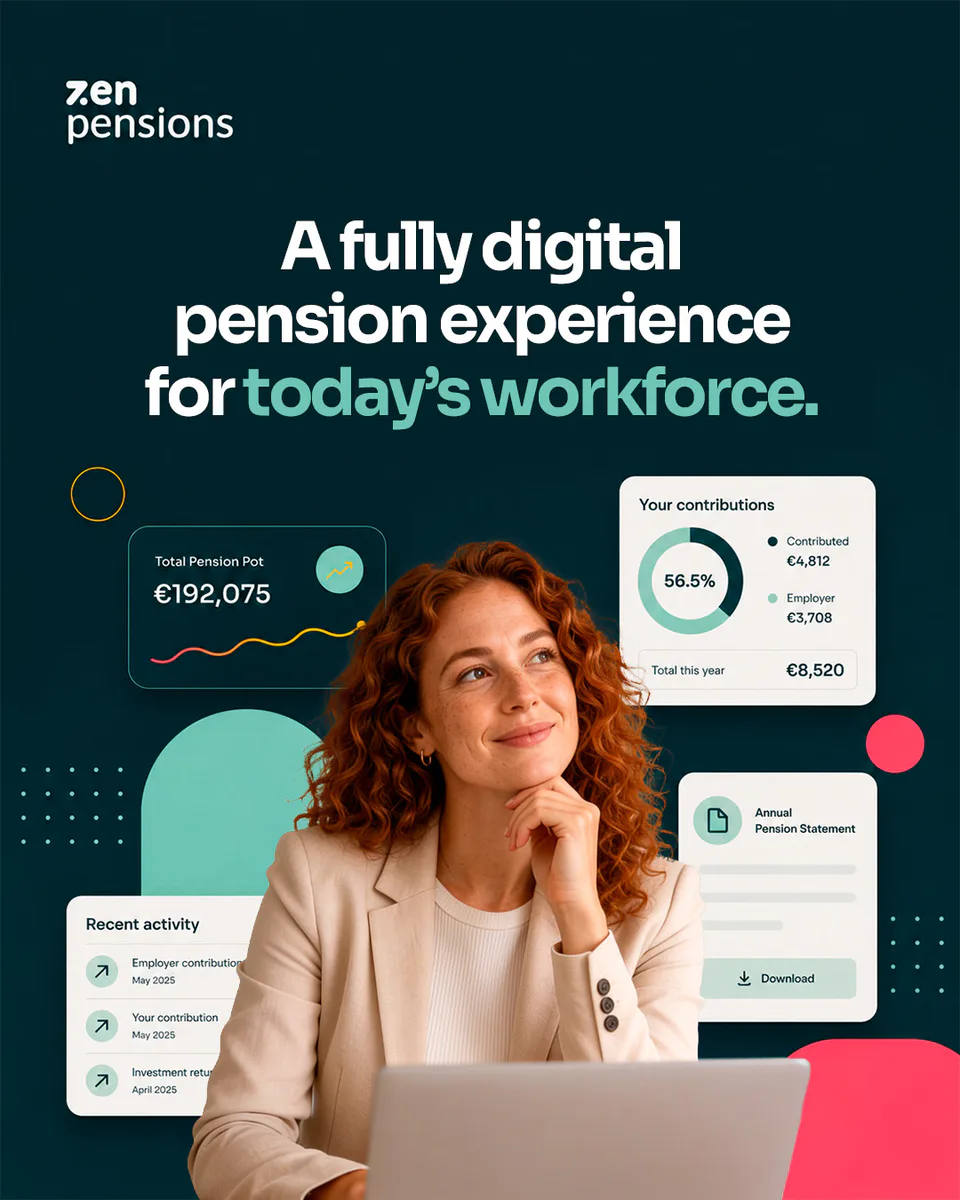 zen
pensions
A fully digital
pension experience
for today’s workforce.
Total Pension Pot
€192,075
Your contributions
56.5%
Contributed
€4,812
Employer
€3,708
Total this year
€8,520
Annual
Pension Statement
Download
Recent activity
Employer contribution
May 2025
Your contribution
May 2025
Investment
April 2025